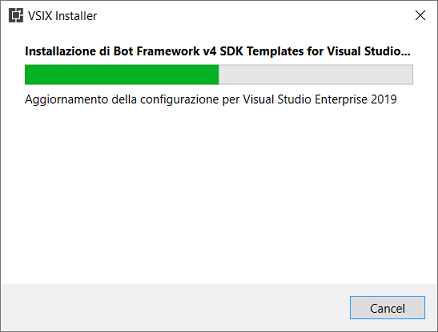 VSIX Installer
Installazione di Bot Framework v4 SDK Templates for Visual Studio...
Aggiornamento della configurazione per Visual Studio Enterprise 2019
Cancel